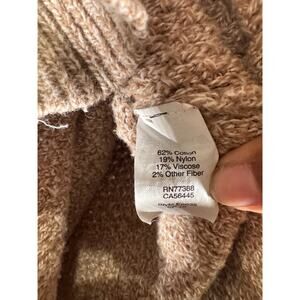 62% Cotton
19% Nylon
17% Viscose
2% Other Fiber
RN77388
CA56445